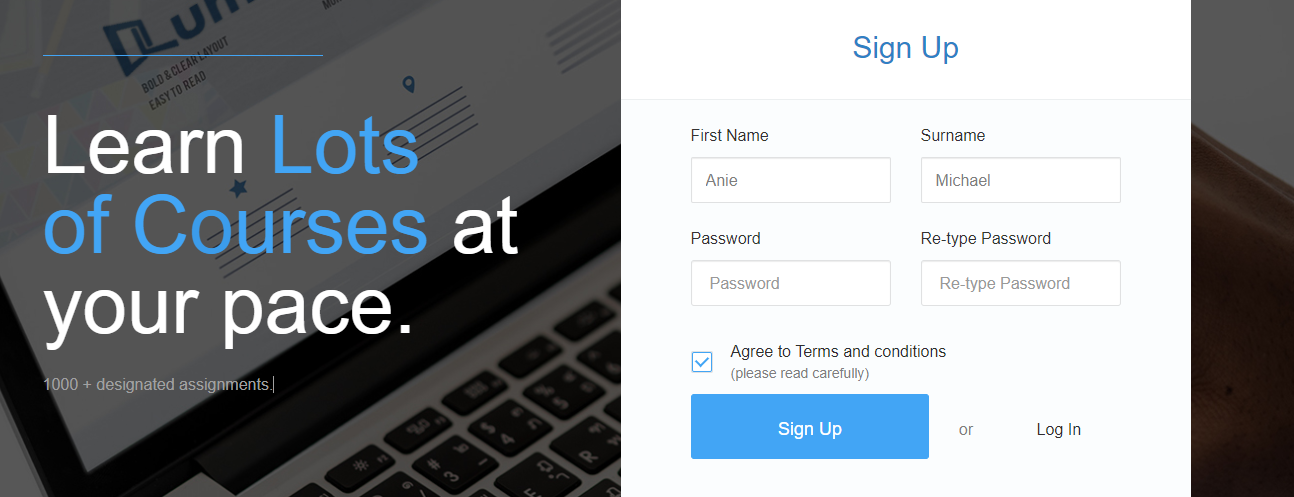 BOLD & CLEAR LAYOUT
EASY TO READ
Learn Lots
of Courses at
your pace.
1000 + designated assignments.
Sign Up
First Name
Surname
Anie
Michael
Password
Re-type Password
Password
Re-type Password
Agree to Terms and conditions
(please read carefully)
Sign Up
or
Log In